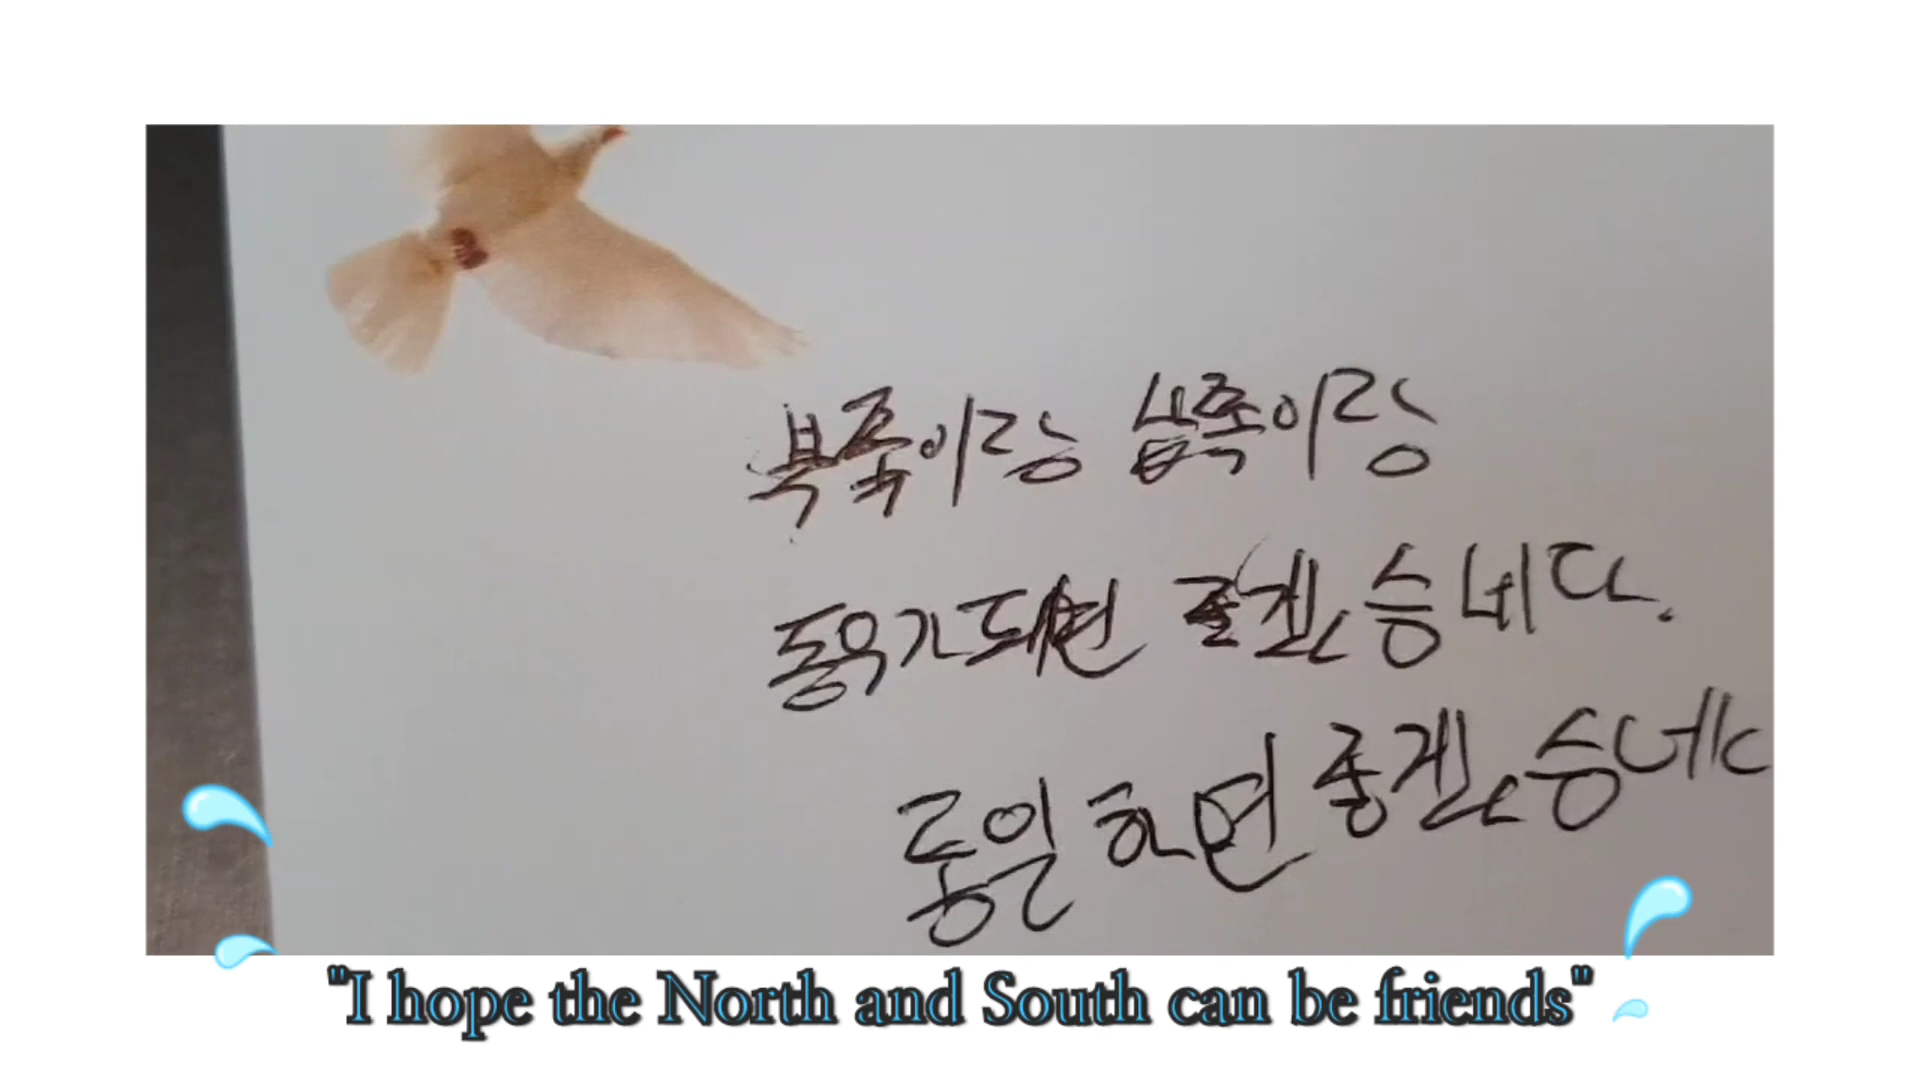 북쪽이랑 남쪽이랑
동무가 되면 좋겠습네다.
통일하면 좋겠습네다
"I hope the North and South can be friends"